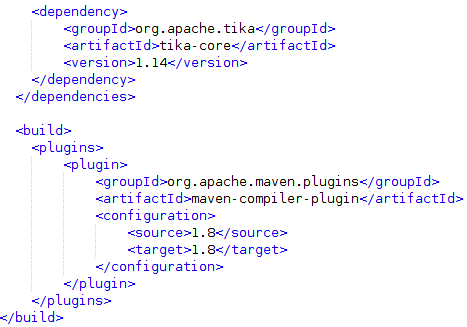 <dependency>
<groupId>org.apache.tika</groupId>
<artifactId>tika-core</artifactId>
<version>1.14</version>
</dependency>
</dependencies>
<build>
<plugins>
<plugin>
<groupId>org.apache.maven.plugins</groupId>
<artifactId>maven-compiler-plugin</artifactId>
<configuration>
<source>1.8</source>
<target>1.8</target>
</configuration>
</plugin>
</plugins>
</build>